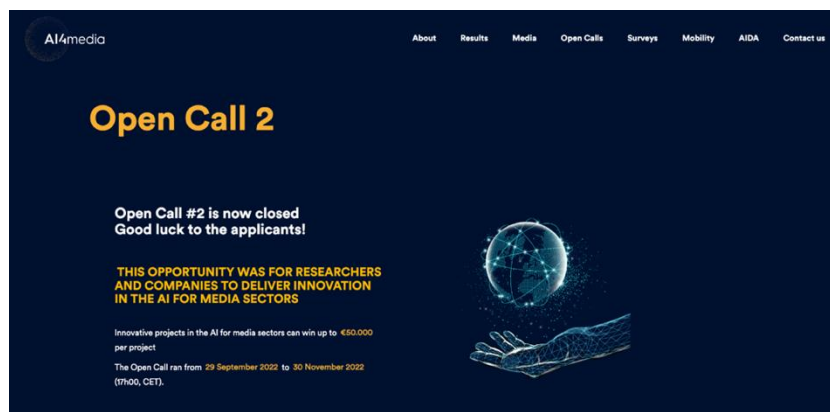 AI4media
About Results Media Open Calls Surveys Mobility AIDA Contact us
Open Call 2
Open Call #2 is now closed
Good luck to the applicants!
THIS OPPORTUNITY WAS FOR RESEARCHERS
AND COMPANIES TO DELIVER INNOVATION
IN THE AI FOR MEDIA SECTORS
Innovative projects in the AI for media sectors can win up to €50.000
per project
The Open Call ran from 29 September 2022 to 30 November 2022
(17h00, CET).